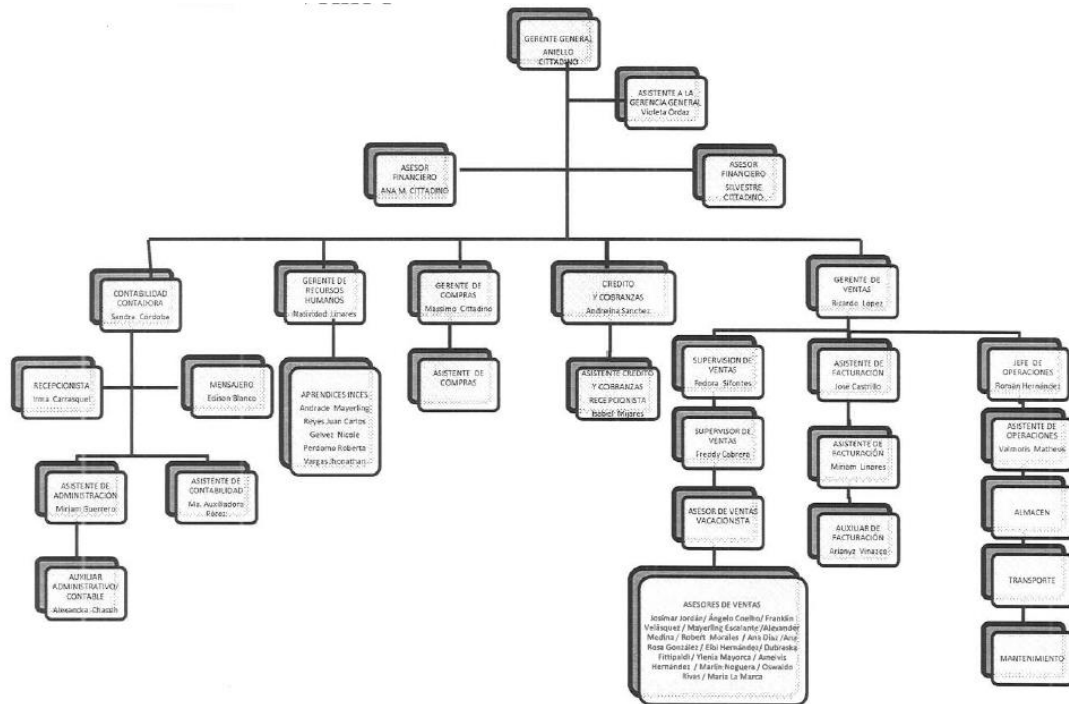 GERENTE GENERAL
ANIELLO
CITTADINO
ASISTENTE A LA
GERENCIA GENERAL
Violeta Ordaz
ASESOR
FINANCIERO
ANA M. CITTADINO
ASESOR
FINANCIERO
SILVESTRE
CITTADINO
CONTABILIDAD
CONTADORA
Sandra Cordoba
GERENTE DE
RECURSOS
HUMANOS
Natividad Linares
GERENTE DE
COMPRAS
Massimo Cittadino
CREDITO
Y COBRANZAS
Andreina Sanchez
GERENTE DE
VENTAS
Ricardo Lopez
RECEPCIONISTA
Irma Carrasquel
MENSAJERO
Edison Blanco
APRENDICES INCES
Andrade Mayerling
Reyes Juan Carlos
Gelvez Nicole
Perdomo Roberto
Vargas Jhonathan
ASISTENTE DE
COMPRAS
ASISTENTE CREDITO
Y COBRANZAS
RECEPCIONISTA
Isabel Mijares
SUPERVISION DE
VENTAS
Fedora Sifontes
ASISTENTE DE
FACTURACIÓN
José Castrillo
JEFE DE
OPERACIONES
Román Hernández
SUPERVISOR DE
VENTAS
Freddy Cabrera
ASISTENTE DE
FACTURACIÓN
Miriam Linares
ASISTENTE DE
OPERACIONES
Valmoris Matheus
ASISTENTE DE
ADMINISTRACIÓN
Miriam Guerrero
ASISTENTE DE
CONTABILIDAD
Ma. Auxiliadora
Pérez
ASESOR DE VENTAS
VACACIONISTA
AUXILIAR DE
FACTURACIÓN
ALMACEN
AUXILIAR
ADMINISTRATIVO/
CONTABLE
Alexandra
TRANSPORTE
ASESORES DE VENTAS
Josimar Jordán/ Ángelo Coelho/ Franklin
Velásquez / Mayerling Escalante /Alexander
Medina / Robert Morales / Ana Díaz /Ana
Rosa González / Elbi Hernández/ Dubraska
Fittipaldi / Ylenia Mayorca / Ameivis
Hernández / Marlin Noguera / Oswaldo
Rivas / Maria La Marca
MANTENIMIENTO